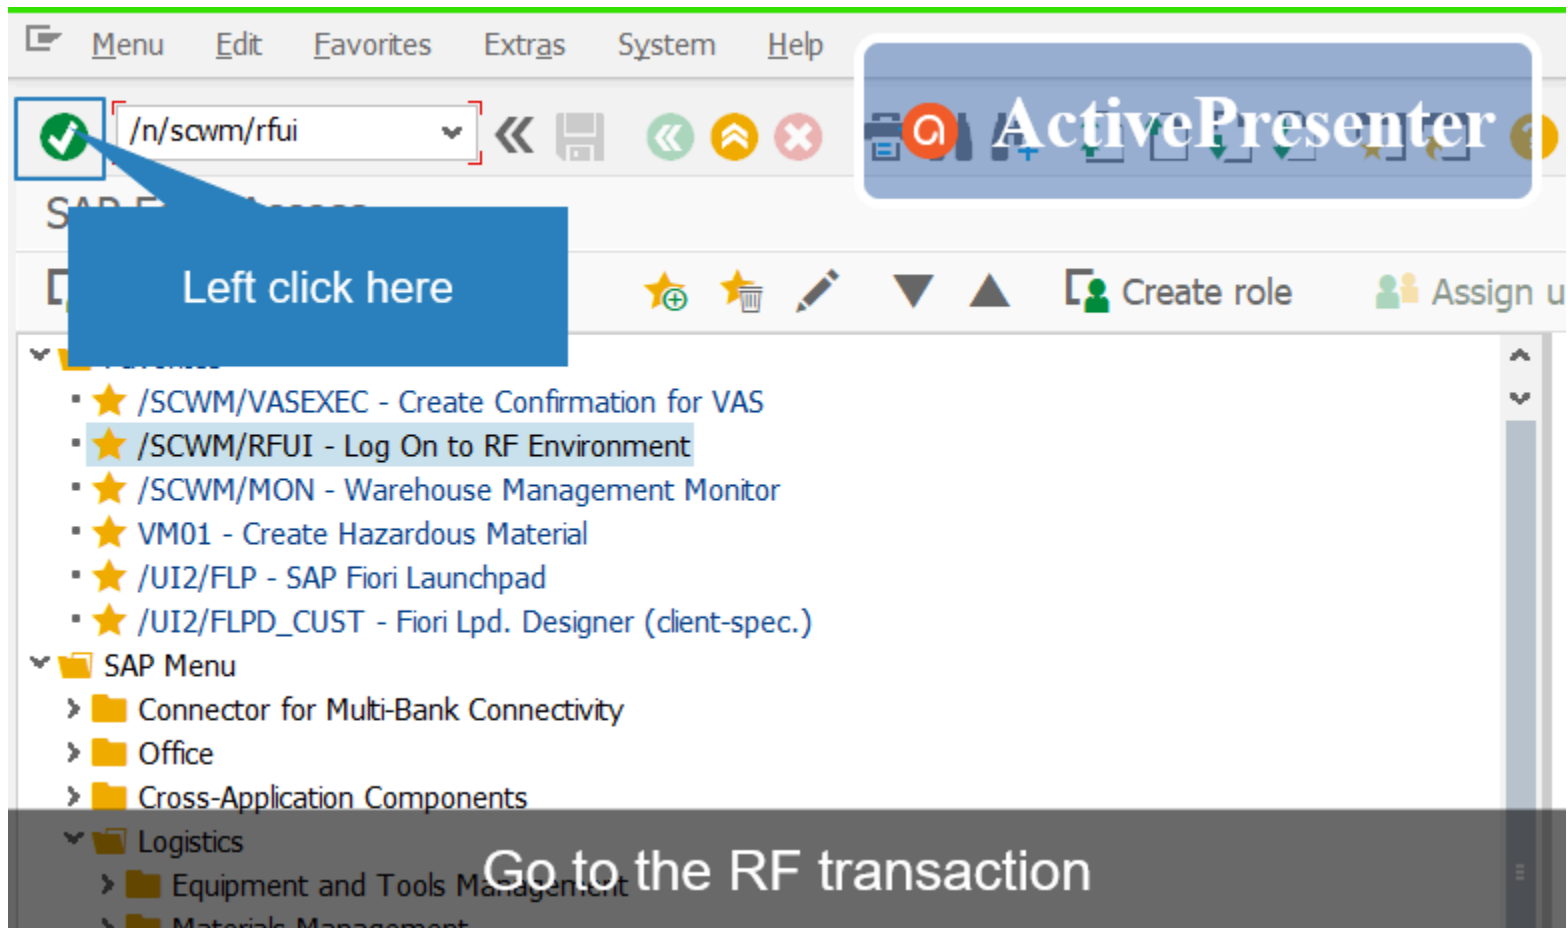 Menu Edit Favorites Extras System Help
/n/scwm/rfui
ActivePresenter
Left click here
Create role Assign u
/SCWM/VASEXEC - Create Confirmation for VAS
/SCWM/RFUI - Log On to RF Environment
/SCWM/MON - Warehouse Management Monitor
VM01 - Create Hazardous Material
/UI2/FLP - SAP Fiori Launchpad
/UI2/FLPD_CUST - Fiori Lpd. Designer (client-spec.)
SAP Menu
Connector for Multi-Bank Connectivity
Office
Cross-Application Components
Logistics
Equipment and Tools Management
Go to the RF transaction
Materials Management